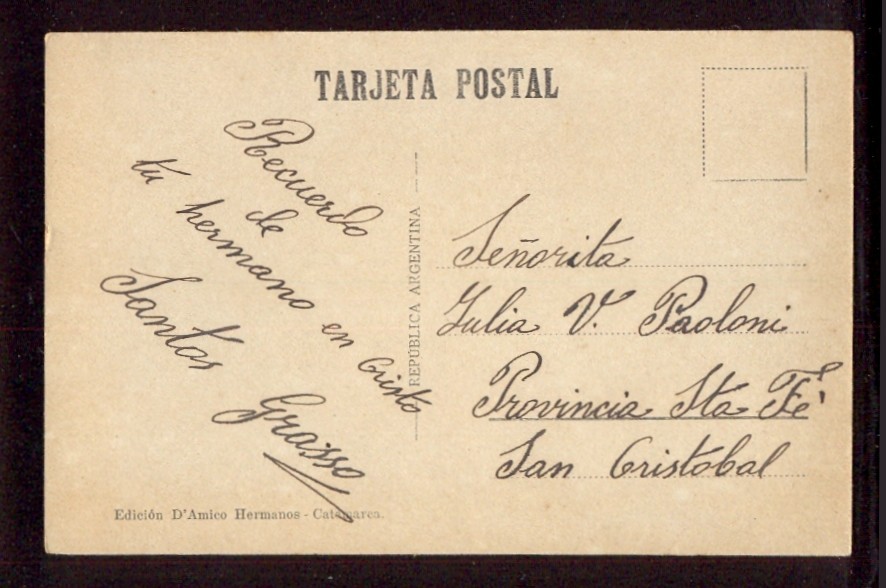 TARJETA POSTAL
Recuerdo
de
tu hermano en Cristo
Santos
Grasso
REPÚBLICA ARGENTINA
Señorita
Julia V. Paoloni
Provincia Sta Fé
San Cristobal
Edición D'Amico Hermanos - Catamarca.